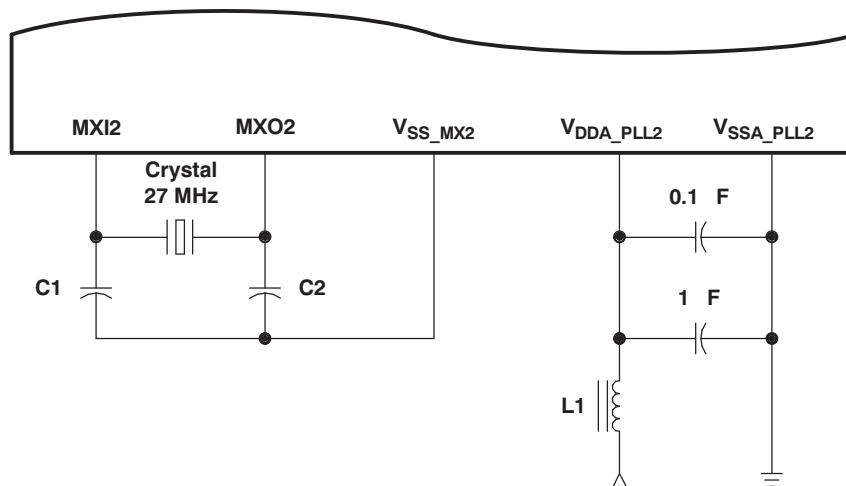 MXI2 MXO2 VSS_MX2 VDDA_PLL2 VSSA_PLL2
Crystal
27 MHz
0.1 F
C1 C2
1 F
L1